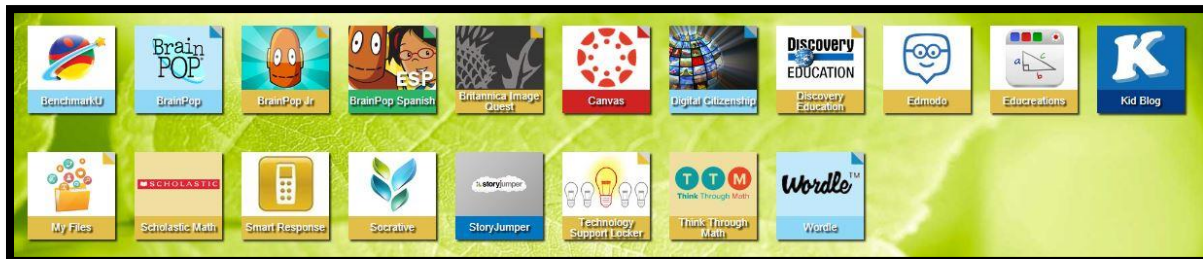 Brain
POP
ESP
Discovery
EDUCATION
a
c
b
K
BenchmarkU
BrainPop
BrainPop Jr
BrainPop Spanish
Britannica Image
Quest
Canvas
Digital Citizenship
Discovery
Education
Edmodo
Educreations
Kid Blog
SCHOLASTIC
storyjumper
T T M
Think Through Math
Wordle™
My Files
Scholastic Math
Smart Response
Socrative
StoryJumper
Technology
Support Locker
Think Through
Math
Wordle